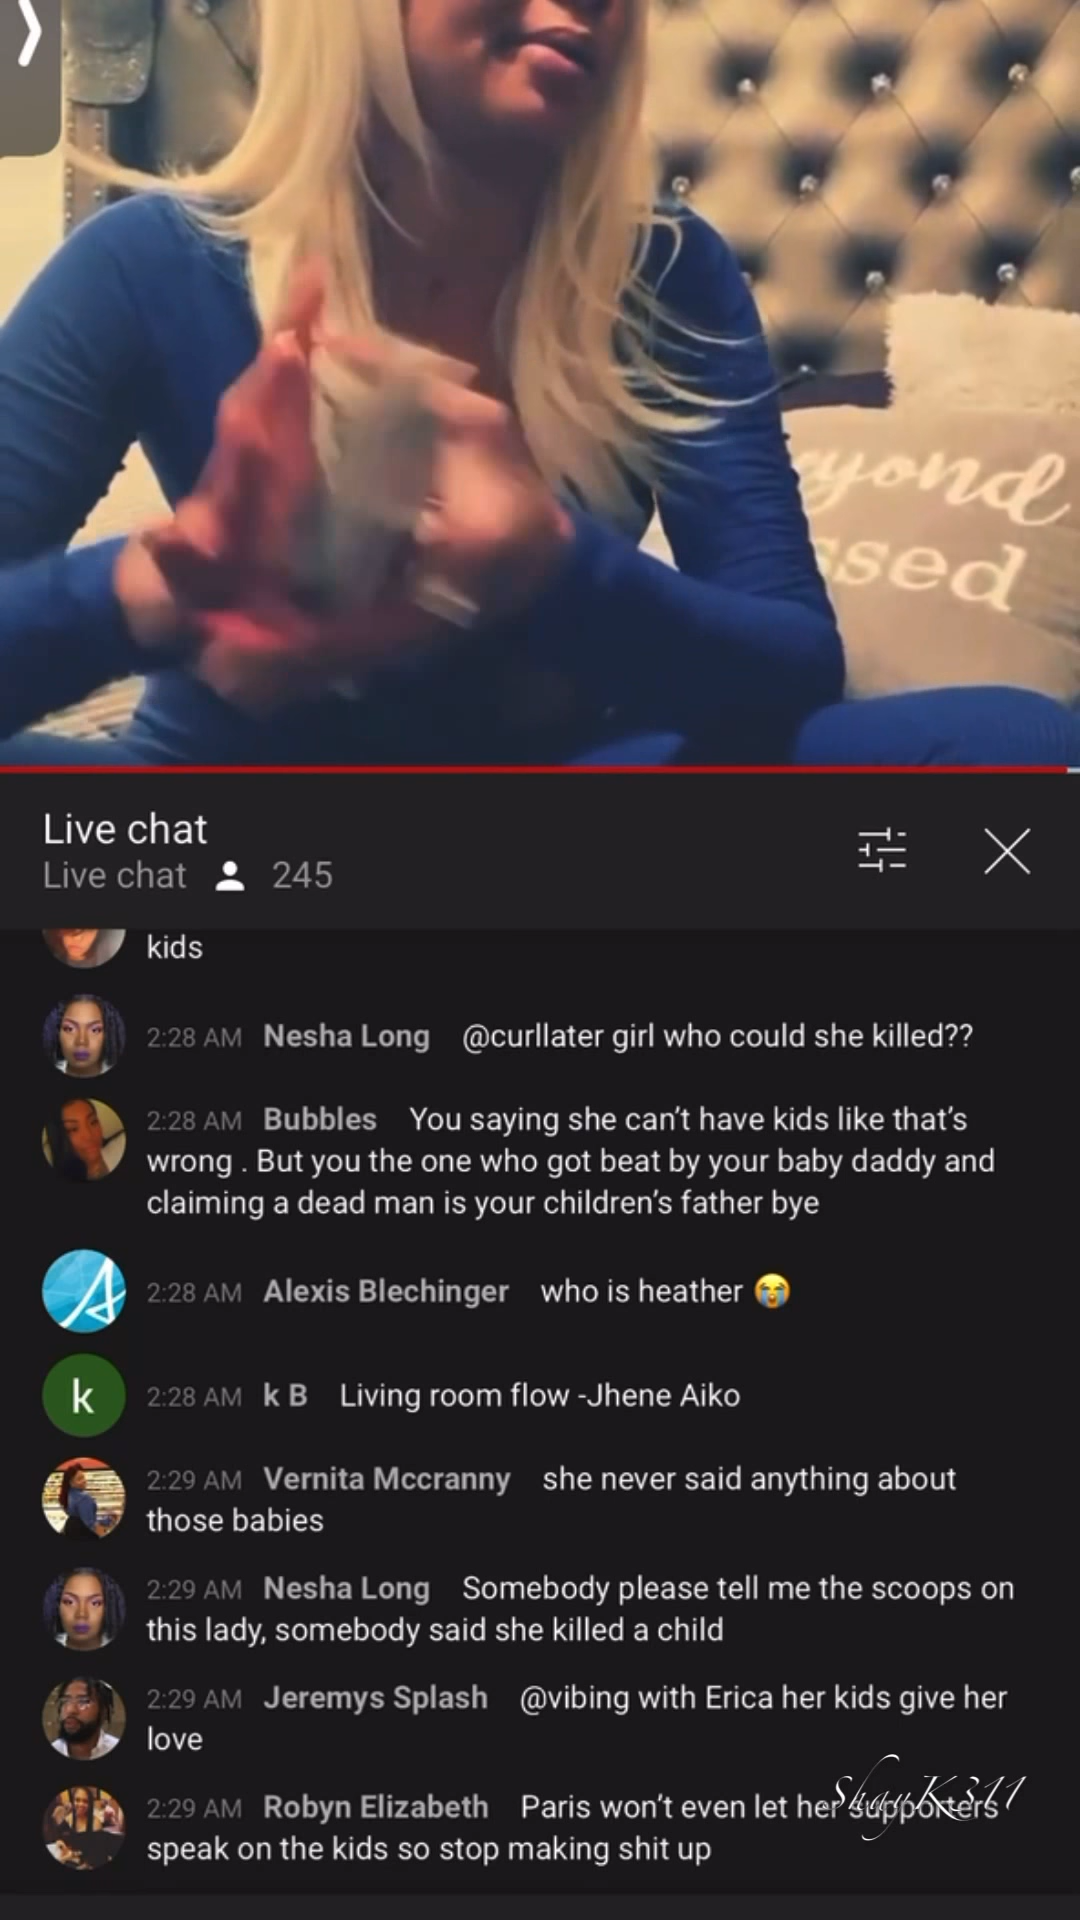 yond
ssed
Live chat
Live chat 245
kids
2:28 AM Nesha Long @curllater girl who could she killed??
2:28 AM Bubbles You saying she can't have kids like that's
wrong . But you the one who got beat by your baby daddy and
claiming a dead man is your children's father bye
2:28 AM Alexis Blechinger who is heather 😭
k 2:28 AM k B Living room flow -Jhene Aiko
2:29 AM Vernita Mccranny she never said anything about
those babies
2:29 AM Nesha Long Somebody please tell me the scoops on
this lady, somebody said she killed a child
2:29 AM Jeremys Splash @vibing with Erica her kids give her
love
ShayK311
2:29 AM Robyn Elizabeth Paris won't even let her supporters
speak on the kids so stop making shit up